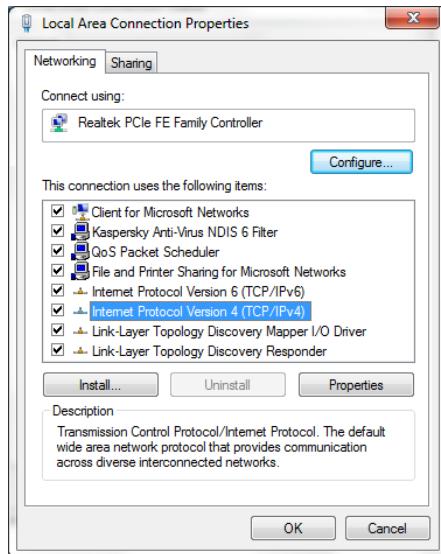 Local Area Connection Properties
Networking
Sharing
Connect using:
Realtek PCIe FE Family Controller
Configure...
This connection uses the following items:
Client for Microsoft Networks
Kaspersky Anti-Virus NDIS 6 Filter
QoS Packet Scheduler
File and Printer Sharing for Microsoft Networks
Internet Protocol Version 6 (TCP/IPv6)
Internet Protocol Version 4 (TCP/IPv4)
Link-Layer Topology Discovery Mapper I/O Driver
Link-Layer Topology Discovery Responder
Install...
Uninstall
Properties
Description
Transmission Control Protocol/Internet Protocol. The default
wide area network protocol that provides communication
across diverse interconnected networks.
OK
Cancel